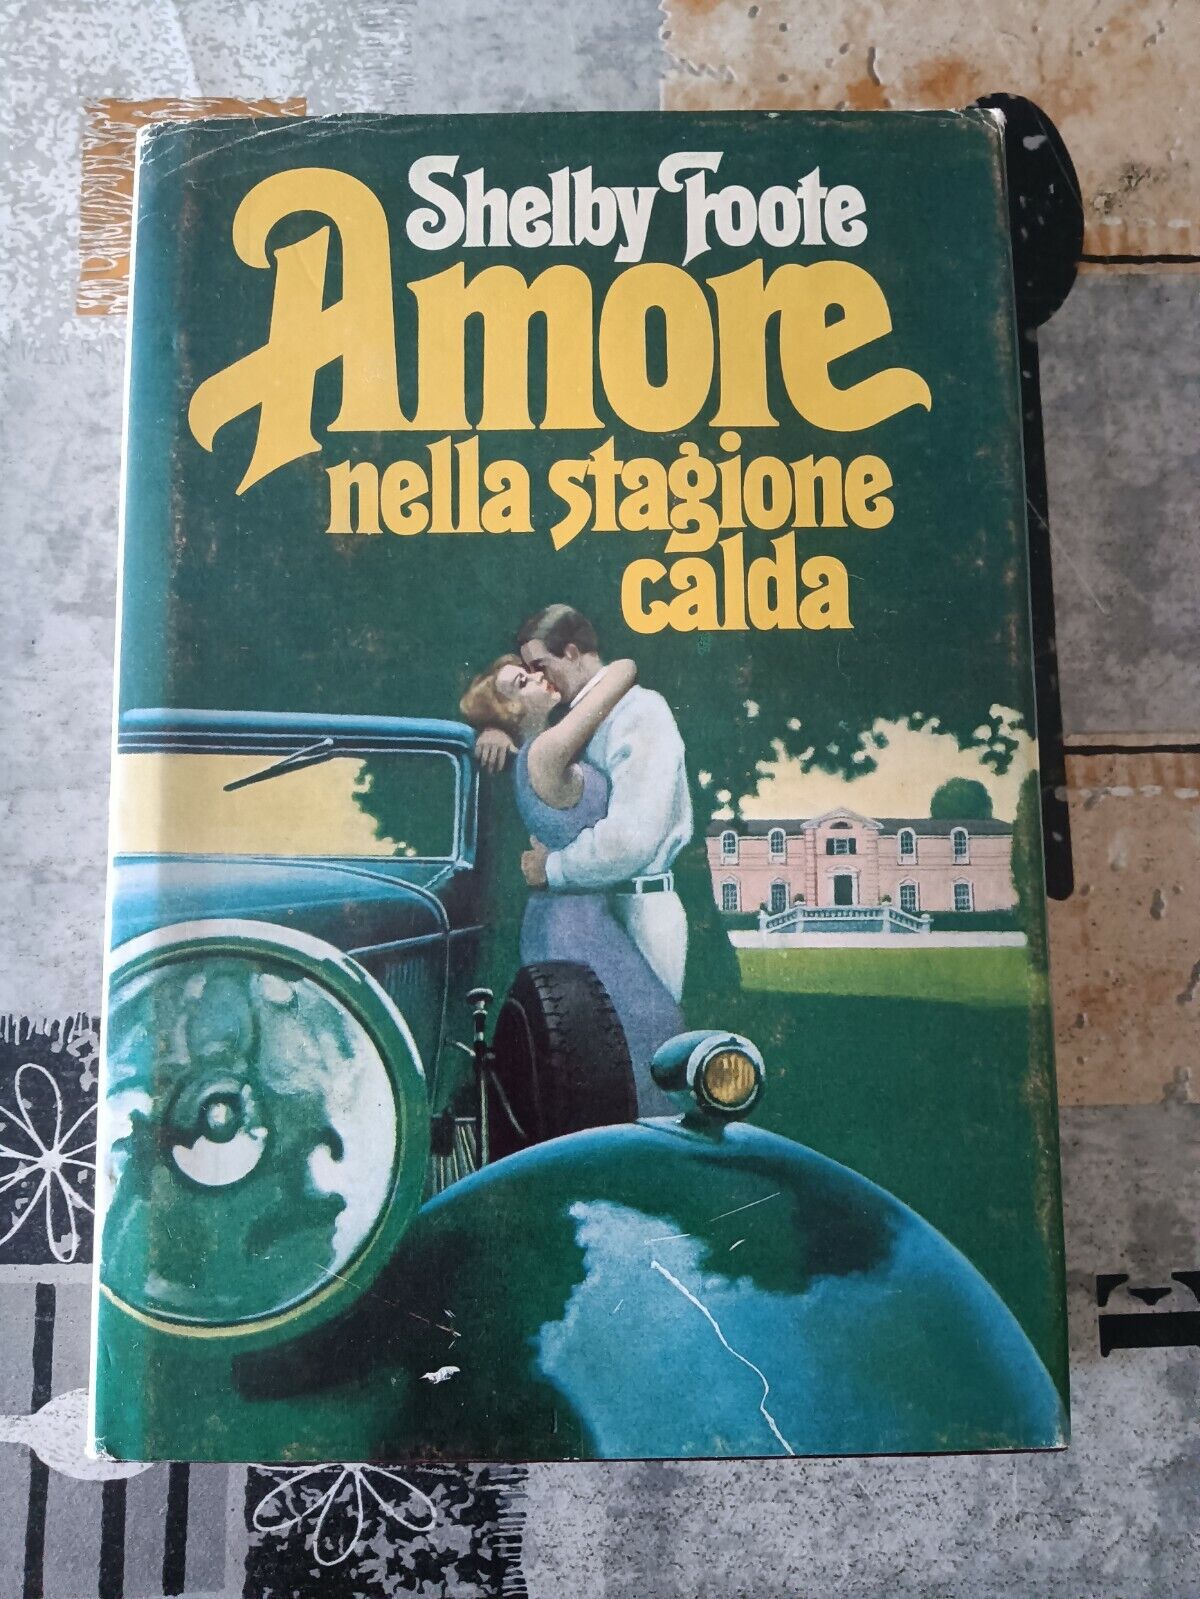 Shelby Foote
Amore
nella stagione
calda